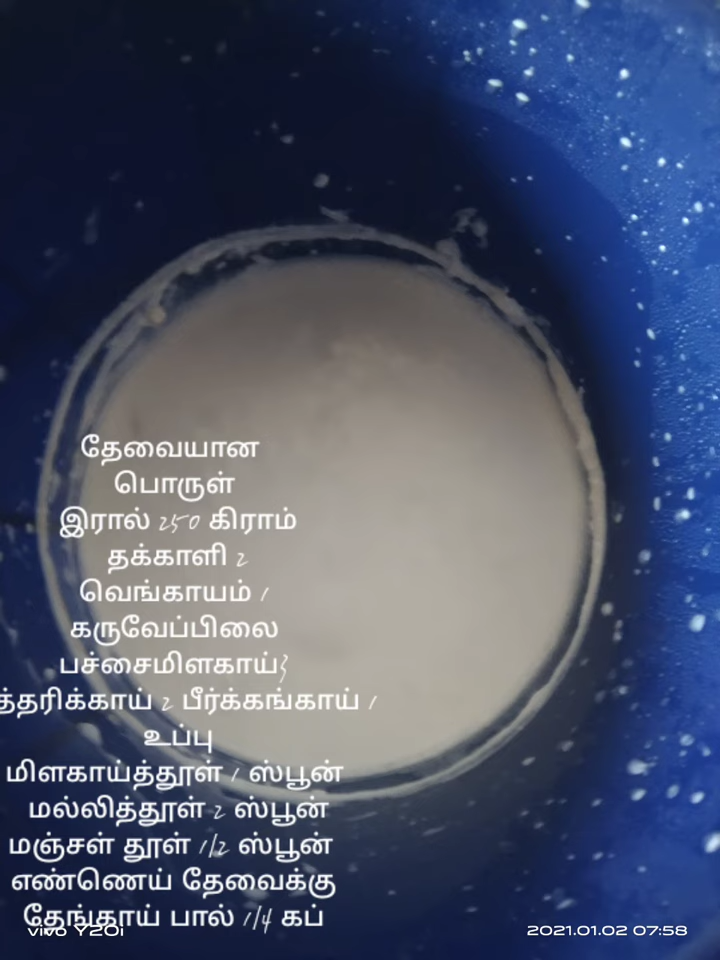 தேவையான
பொருள்
இரால் 250 கிராம்
தக்காளி 2
வெங்காயம் 1
கருவேப்பிலை
பச்சைமிளகாய்3
த்தரிக்காய் 2 பீர்க்கங்காய் 1
உப்பு
மிளகாய்த்தூள் 1 ஸ்பூன்
மல்லித்தூள் 2 ஸ்பூன்
மஞ்சள் தூள் 1/2 ஸ்பூன்
எண்ணெய் தேவைக்கு
தேங்காய் பால் 1/4 கப்
vivo Y20i
2021.01.02 07:58